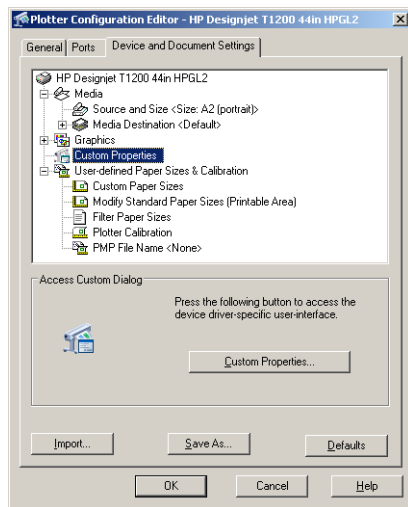 Plotter Configuration Editor - HP Designjet T1200 44in HPGL2
General Ports Device and Document Settings
HP Designjet T1200 44in HPGL2
Media
Source and Size <Size: A2 (portrait)>
Media Destination <Default>
Graphics
Custom Properties
User-defined Paper Sizes & Calibration
Custom Paper Sizes
Modify Standard Paper Sizes (Printable Area)
Filter Paper Sizes
Plotter Calibration
PMP File Name <None>
Access Custom Dialog
Press the following button to access the
device driver-specific user-interface.
Custom Properties...
Import... Save As... Defaults
OK Cancel Help